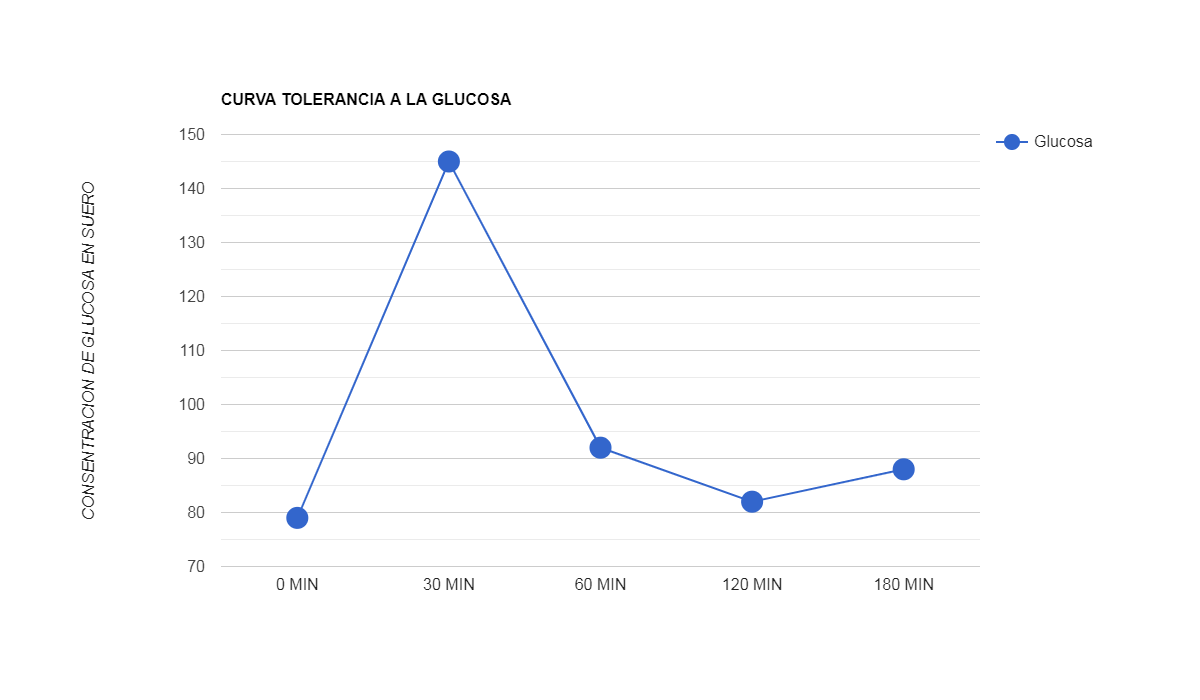 CURVA TOLERANCIA A LA GLUCOSA
Glucosa
CONSENTRACION DE GLUCOSA EN SUERO
150
140
130
120
110
100
90
80
70
0 MIN
30 MIN
60 MIN
120 MIN
180 MIN